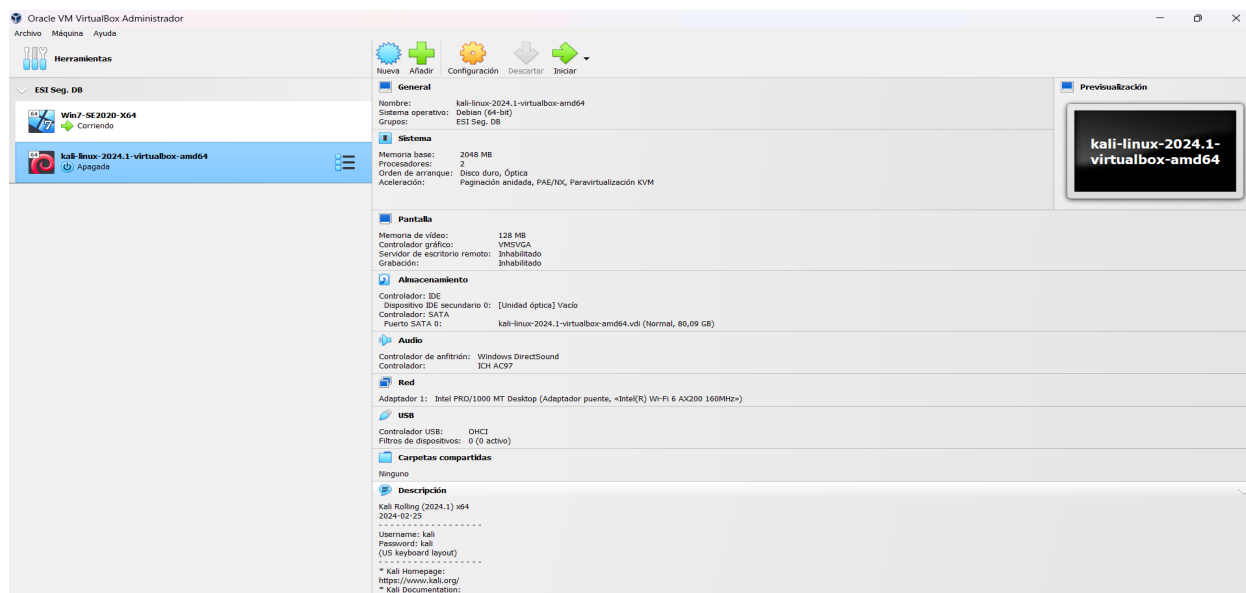 Oracle VM VirtualBox Administrador
Archivo Máquina Ayuda
Herramientas
Nueva Añadir Configuración Descartar Iniciar
ESI Seg. DB
64
7
Win7-SE2020-X64
Corriendo
64
kali-linux-2024.1-virtualbox-amd64
Apagada
General
Nombre: kali-linux-2024.1-virtualbox-amd64
Sistema operativo: Debian (64-bit)
Grupos: ESI Seg. DB
Previsualización
kali-linux-2024.1-
virtualbox-amd64
Sistema
Memoria base: 2048 MB
Procesadores: 2
Orden de arranque: Disco duro, Óptica
Aceleración: Paginación anidada, PAE/NX, Paravirtualización KVM
Pantalla
Memoria de vídeo: 128 MB
Controlador gráfico: VMSVGA
Servidor de escritorio remoto: Inhabilitado
Grabación: Inhabilitado
Almacenamiento
Controlador: IDE
Dispositivo IDE secundario 0: [Unidad óptica] Vacío
Controlador: SATA
Puerto SATA 0: kali-linux-2024.1-virtualbox-amd64.vdi (Normal, 80,09 GB)
Audio
Controlador de anfitrión: Windows DirectSound
Controlador: ICH AC97
Red
Adaptador 1: Intel PRO/1000 MT Desktop (Adaptador puente, «Intel(R) Wi-Fi 6 AX200 160MHz»)
USB
Controlador USB: OHCI
Filtros de dispositivos: 0 (0 activo)
Carpetas compartidas
Ninguno
Descripción
Kali Rolling (2024.1) x64
2024-02-25
- - - - - - - - - - - - - - - - - - -
Username: kali
Password: kali
(US keyboard layout)
- - - - - - - - - - - - - - - - - - -
* Kali Homepage:
https://www.kali.org/
* Kali Documentation: